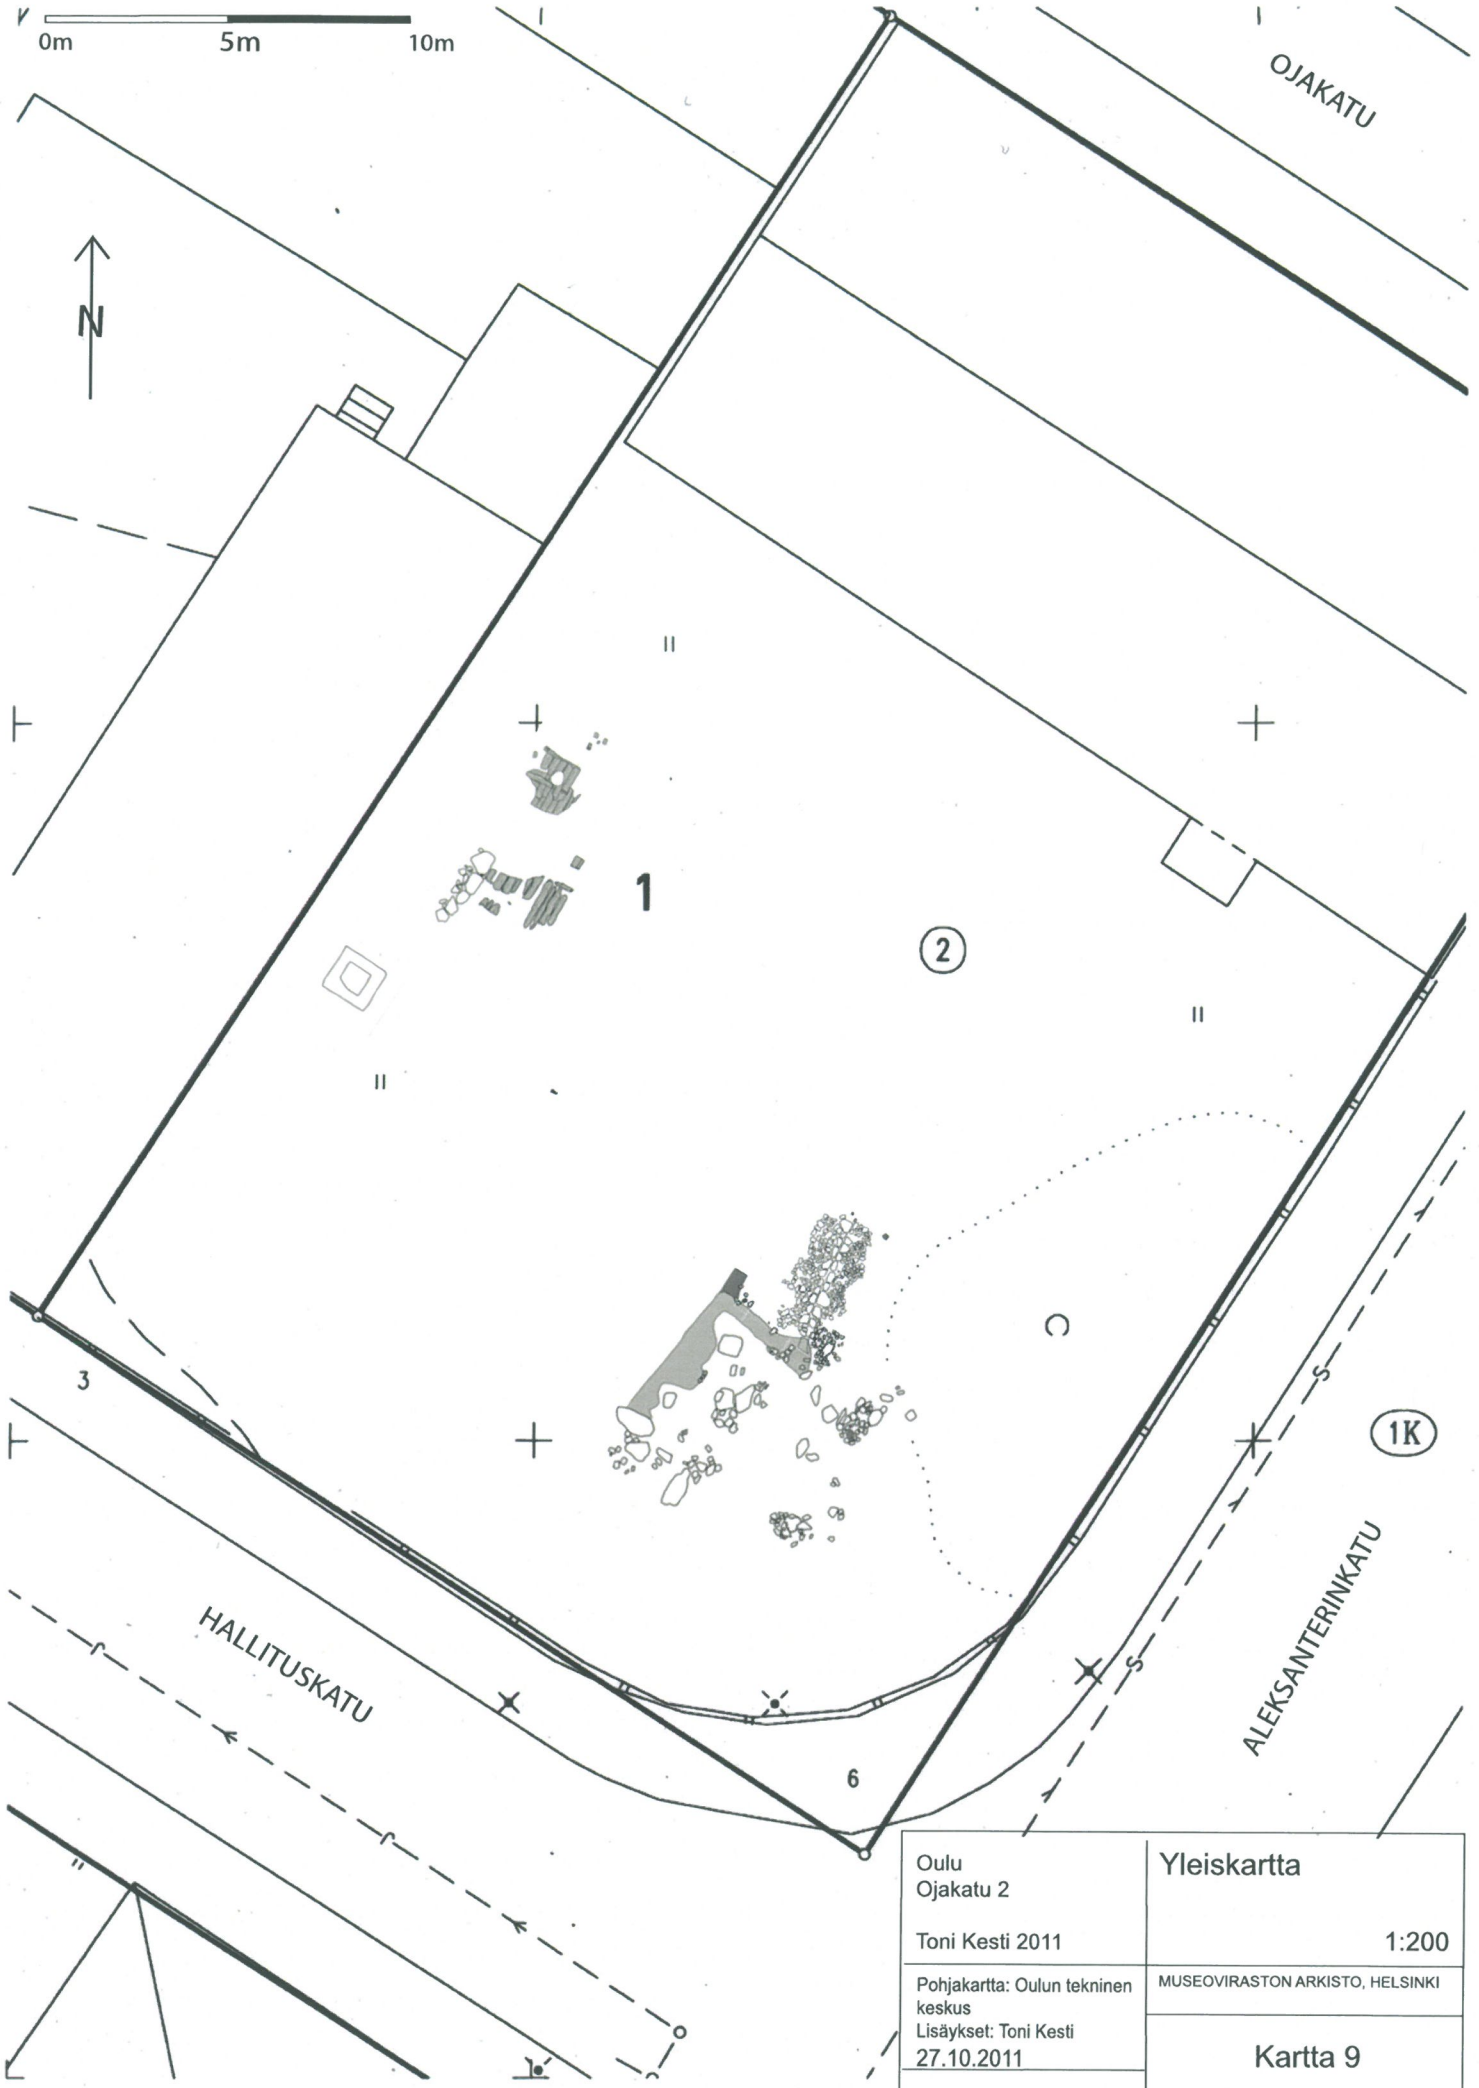 0m 5m 10m
OJAKATU
N
1
2
3
1K
HALLITUSKATU
ALEKSANTERINKATU
S
S
6
Oulu
Ojakatu 2
Toni Kesti 2011
Yleiskartta
1:200
Pohjakartta: Oulun tekninen
keskus
Lisäykset: Toni Kesti
27.10.2011
MUSEOVIRASTON ARKISTO, HELSINKI
Kartta 9